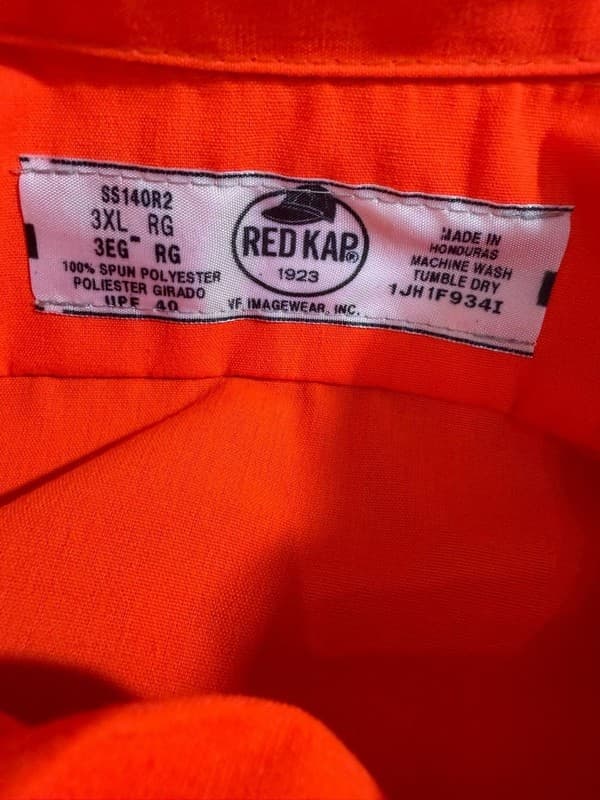 SS140R2
3XL RG
3EG RG
100% SPUN POLYESTER
POLIESTER GIRADO
UPF 40
RED KAP®
1923
VF IMAGEWEAR, INC.
MADE IN
HONDURAS
MACHINE WASH
TUMBLE DRY
1JH1F934I